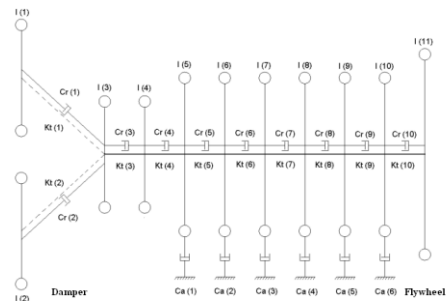 I (1)
I (11)
I (5) I (6) I (7) I (8) I (9) I (10)
Cr (1)
I (3) I (4)
Kt (1)
Cr (3) Cr (4) Cr (5) Cr (6) Cr (7) Cr (8) Cr (9) Cr (10)
Kt (3) Kt (4) Kt (5) Kt (6) Kt (7) Kt (8) Kt (9) Kt (10)
Kt (2)
Cr (2)
I (2) Damper Ca (1) Ca (2) Ca (3) Ca (4) Ca (5) Ca (6) Flywheel